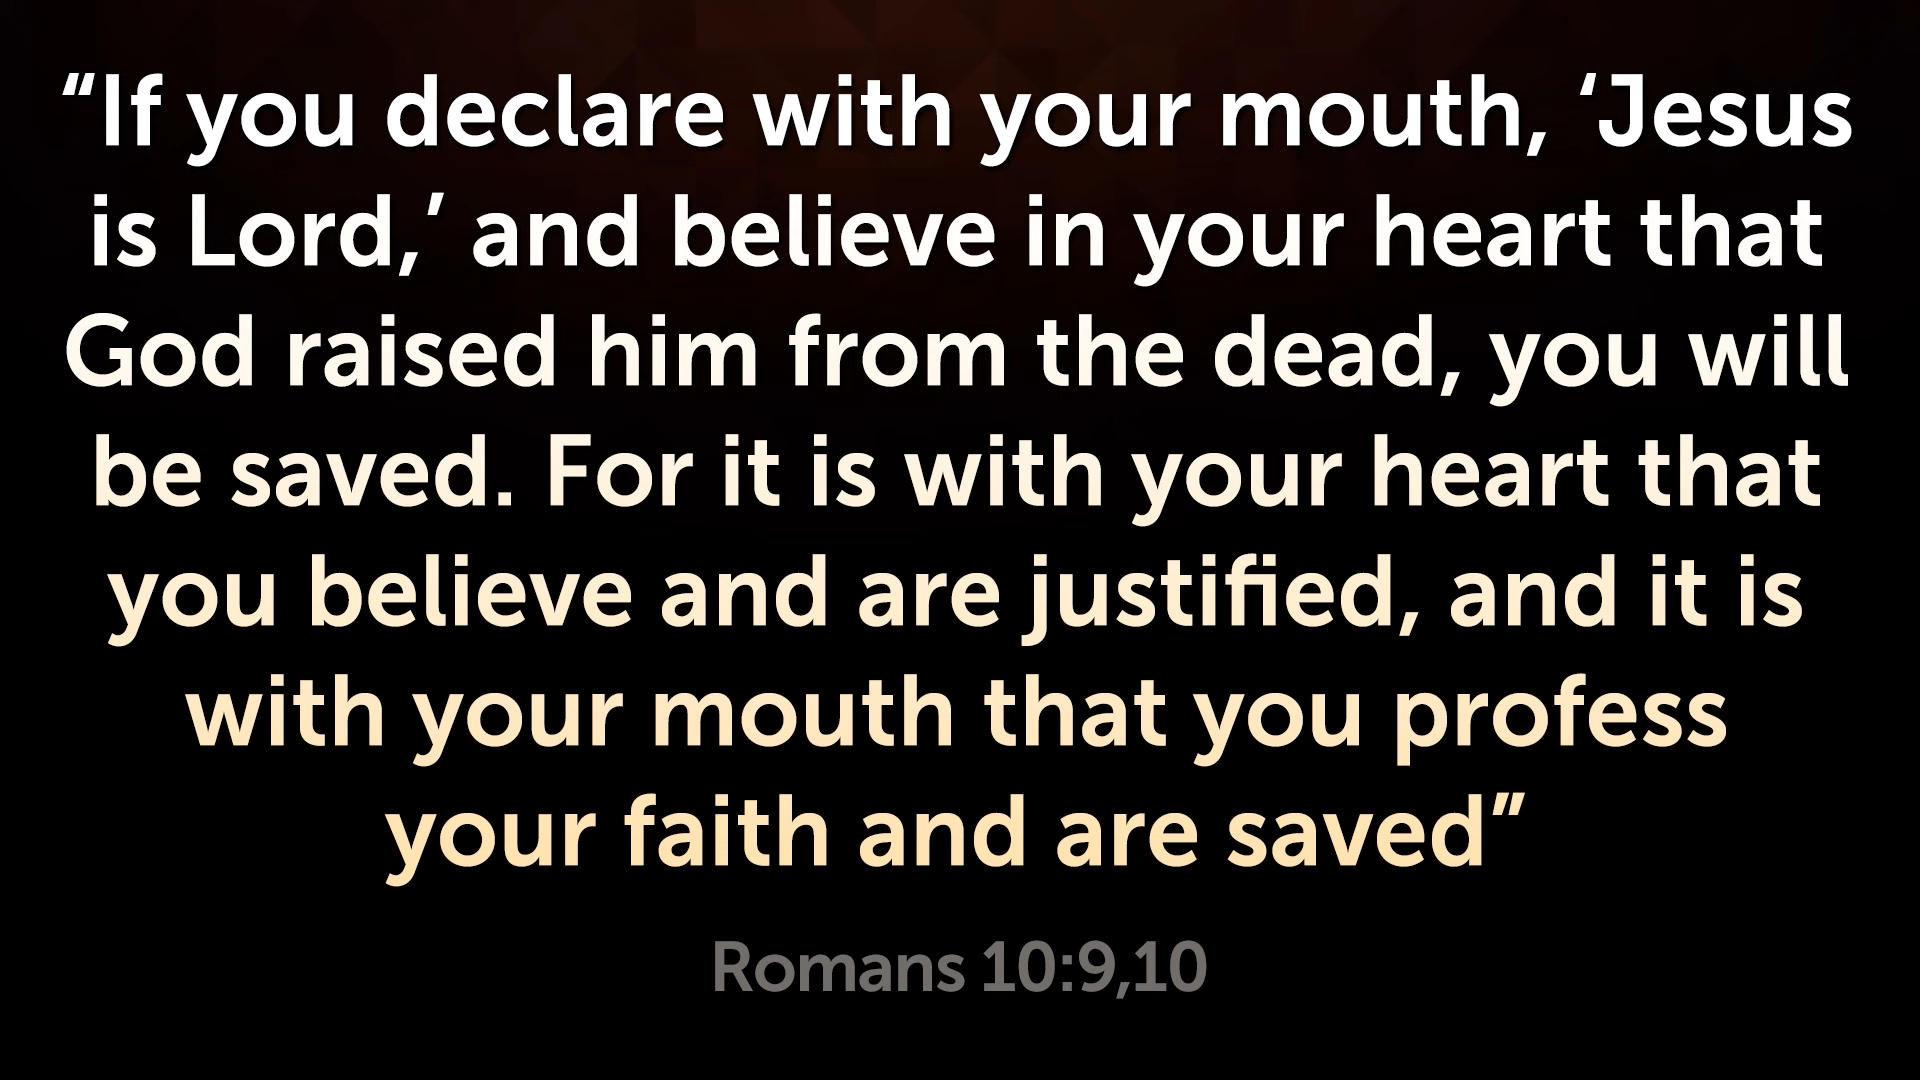 “If you declare with your mouth, ‘Jesus
is Lord,’ and believe in your heart that
God raised him from the dead, you will
be saved. For it is with your heart that
you believe and are justified, and it is
with your mouth that you profess
your faith and are saved”
Romans 10:9,10